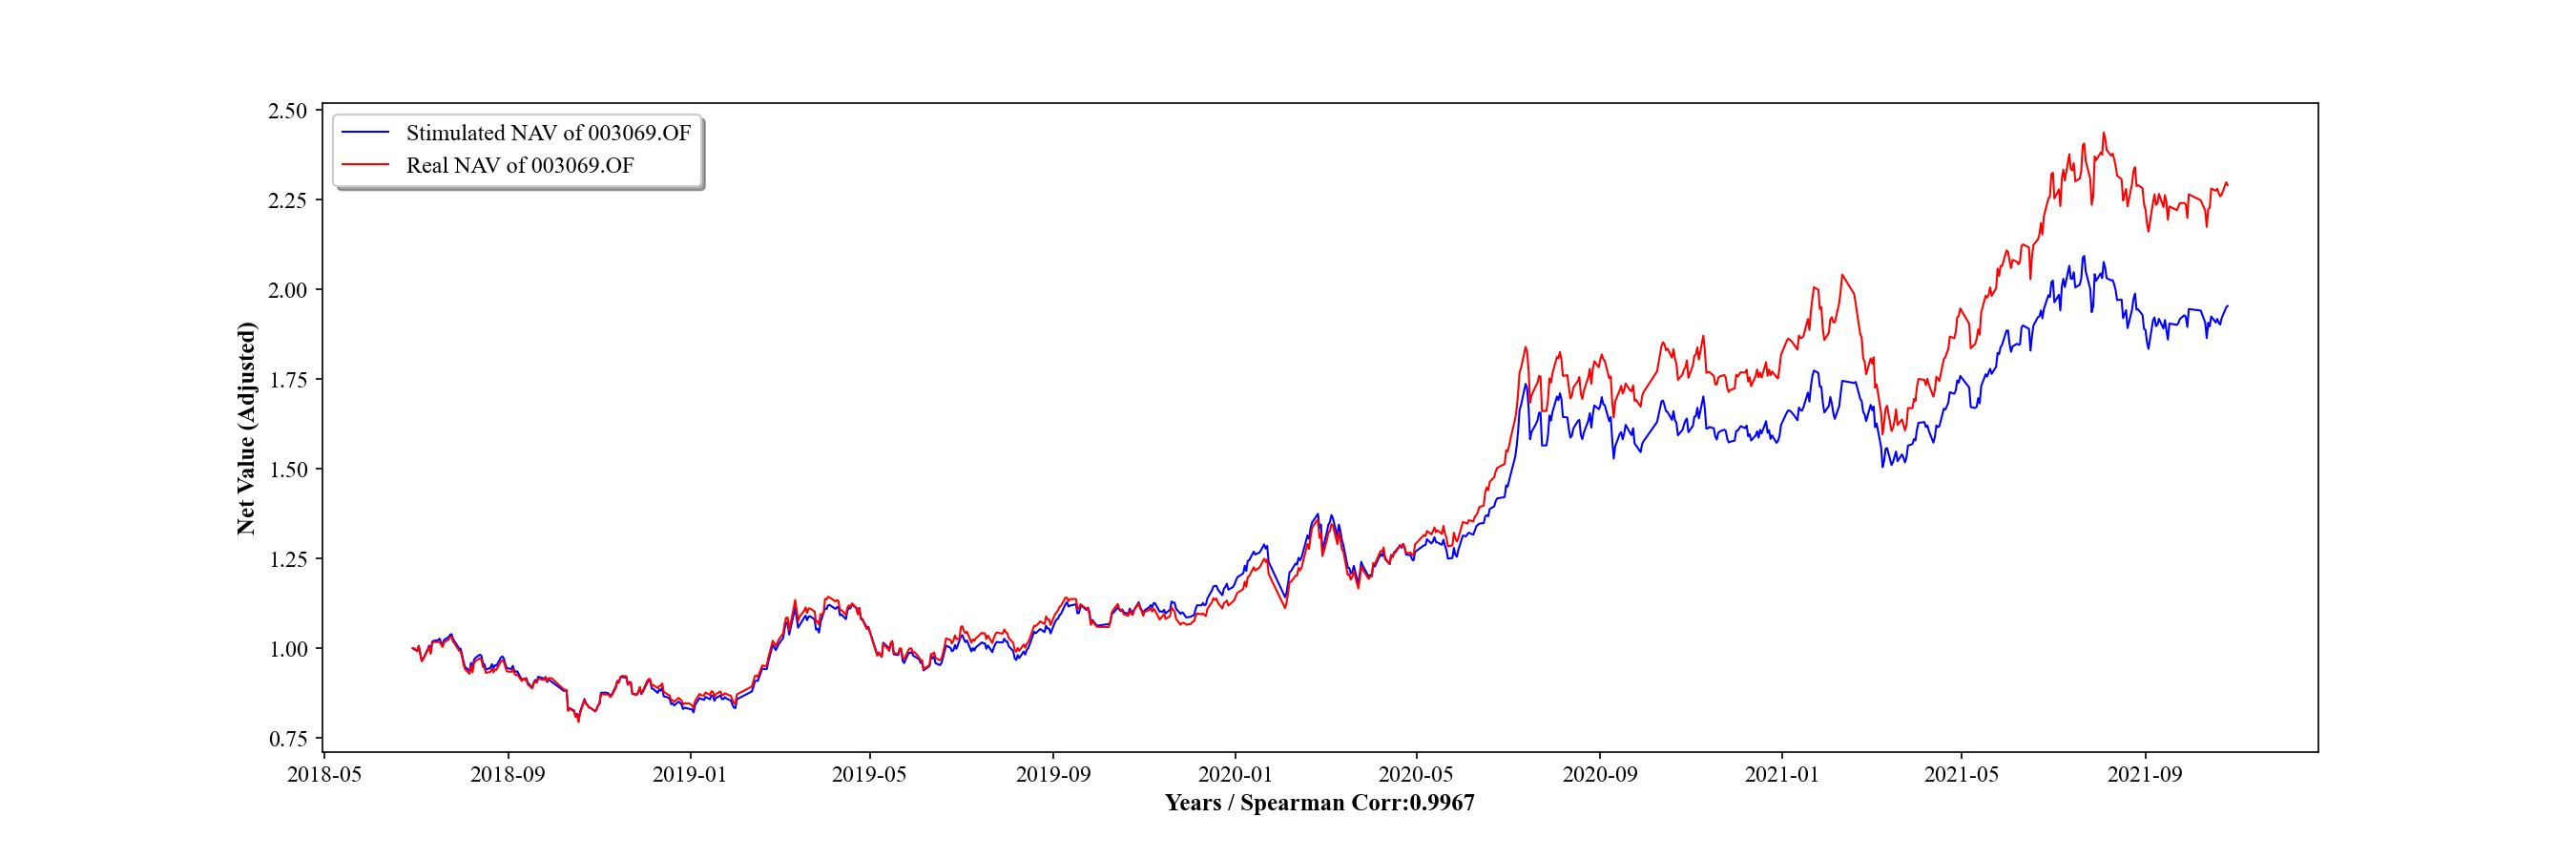 Stimulated NAV of 003069.OF
Real NAV of 003069.OF
2.50
2.25
2.00
1.75
1.50
1.25
1.00
0.75
Net Value (Adjusted)
2018-05 2018-09 2019-01 2019-05 2019-09 2020-01 2020-05 2020-09 2021-01 2021-05 2021-09
Years / Spearman Corr:0.9967